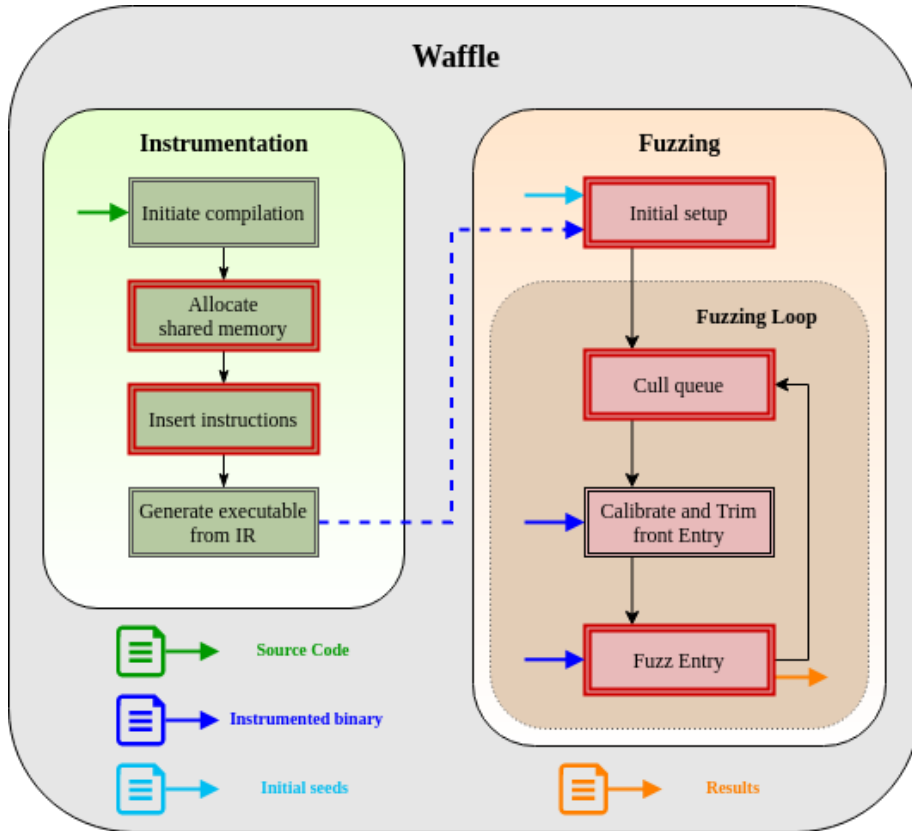 Waffle
Instrumentation
Initiate compilation
Allocate
shared memory
Insert instructions
Generate executable
from IR
Fuzzing
Initial setup
Fuzzing Loop
Cull queue
Calibrate and Trim
front Entry
Fuzz Entry
Source Code
Instrumented binary
Initial seeds
Results